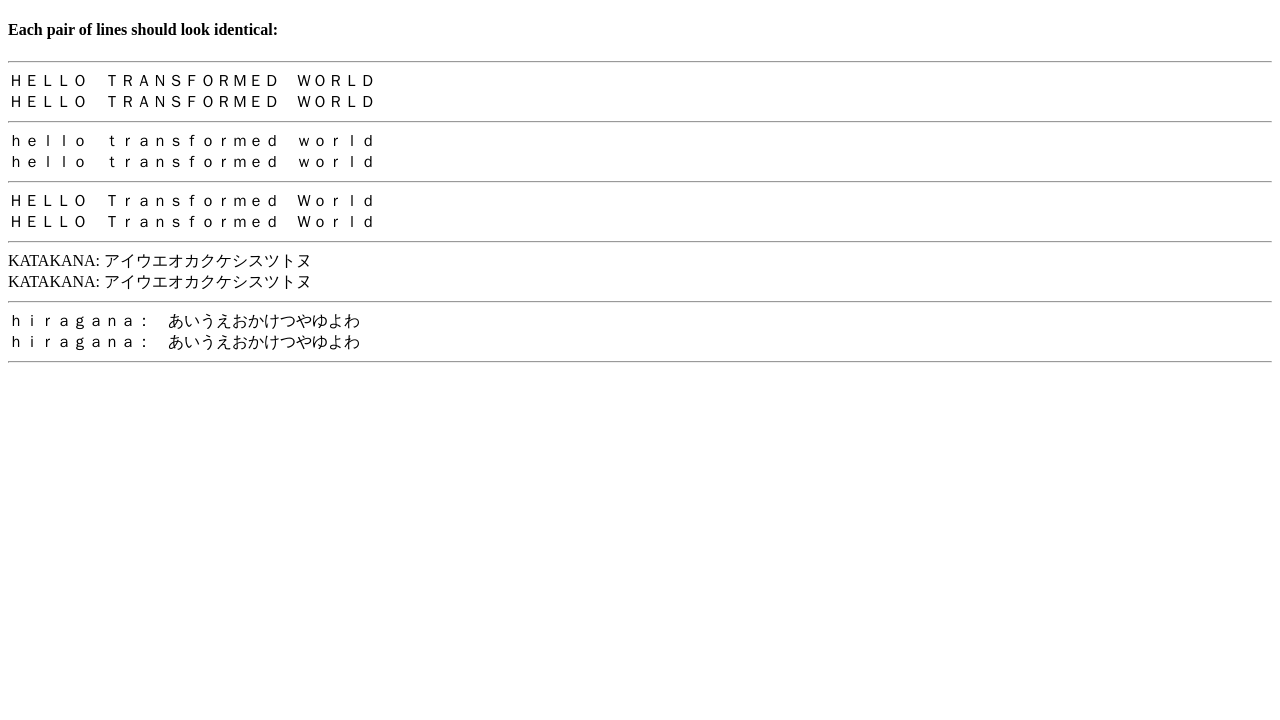 Each pair of lines should look identical:
ＨＥＬＬＯ　ＴＲＡＮＳＦＯＲＭＥＤ　ＷＯＲＬＤ
ＨＥＬＬＯ　ＴＲＡＮＳＦＯＲＭＥＤ　ＷＯＲＬＤ
ｈｅｌｌｏ　ｔｒａｎｓｆｏｒｍｅｄ　ｗｏｒｌｄ
ｈｅｌｌｏ　ｔｒａｎｓｆｏｒｍｅｄ　ｗｏｒｌｄ
ＨＥＬＬＯ　Ｔｒａｎｓｆｏｒｍｅｄ　Ｗｏｒｌｄ
ＨＥＬＬＯ　Ｔｒａｎｓｆｏｒｍｅｄ　Ｗｏｒｌｄ
KATAKANA: アイウエオカクケシスツトヌ
KATAKANA: アイウエオカクケシスツトヌ
ｈｉｒａｇａｎａ：　あいうえおかけつやゆよわ
ｈｉｒａｇａｎａ：　あいうえおかけつやゆよわ